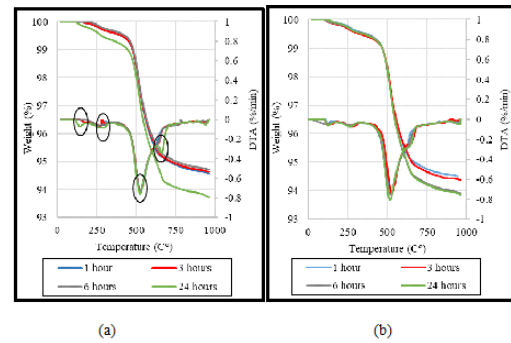 100
99
98
97
96
95
94
93
1
0.8
0.6
0.4
0.2
0
-0.2
-0.4
-0.6
-0.8
-1
Weight (%)
DTA (%/min)
0 250 500 750 1000
Temperature (C°)
1 hour 3 hours
6 hours 24 hours
(a)
100
99
98
97
96
95
94
93
1
0.8
0.6
0.4
0.2
0
-0.2
-0.4
-0.6
-0.8
-1
Weight (%)
DTA (%/min)
0 250 500 750 1000
Temperature (C°)
1 hour 3 hours
6 hours 24 hours
(b)